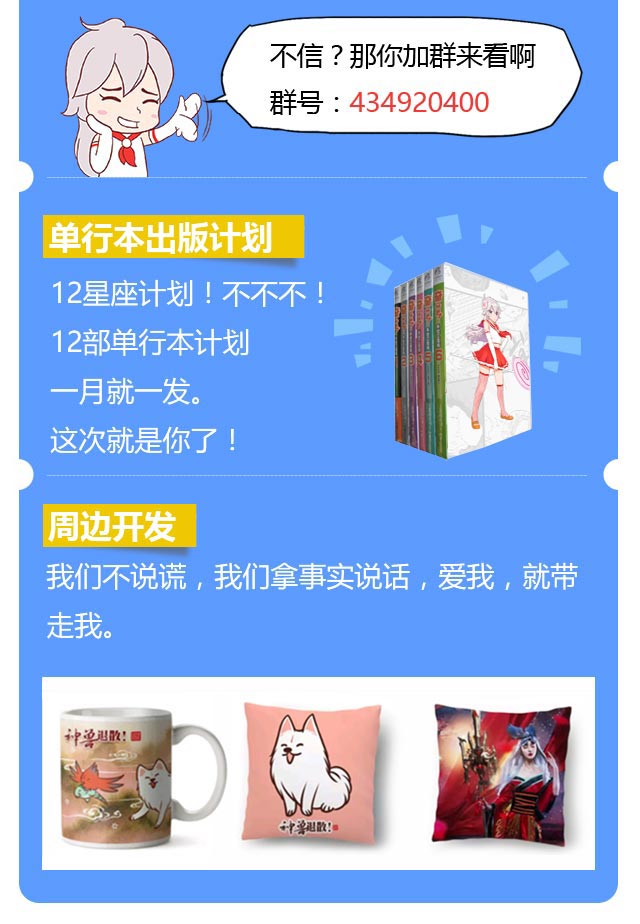 不信？那你加群来看啊
群号：434920400
单行本出版计划
12星座计划！不不不！
12部单行本计划
一月就一发。
这次就是你了！
周边开发
我们不说谎，我们拿事实说话，爱我，就带
走我。
神兽退散！
神兽退散！